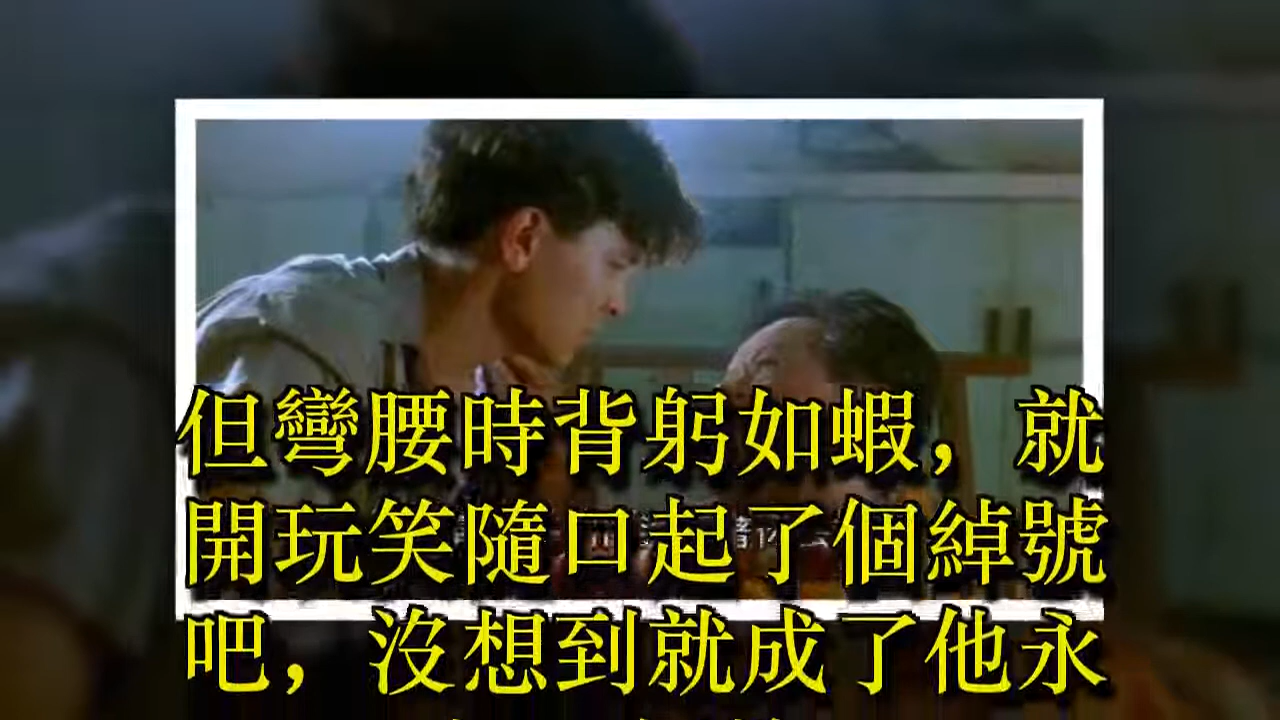 但彎腰時背躬如蝦，就
開玩笑隨口起了個綽號
吧，沒想到就成了他永